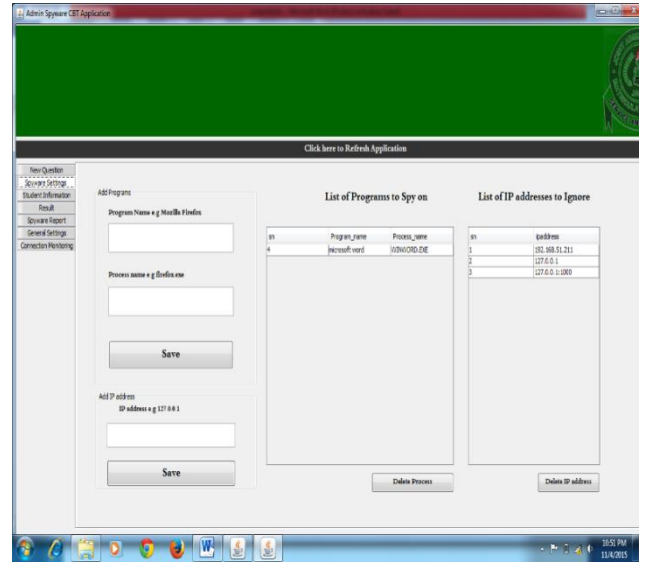 Admin Spyware CBT Application
Click here to Refresh Application
New Question
Spyware Settings
Student Information
Result
Spyware Report
General Settings
Connection Monitoring
Add Programs
Program Name e g Mozilla Firefox
Process name e g firefox.exe
Save
Add IP address
IP address e g 127.0.0.1
Save
List of Programs to Spy on
sn Program_name Process_name
4 microsoft word WINWORD.EXE
Delete Process
List of IP addresses to Ignore
sn ipaddress
1 192.168.51.211
2 127.0.0.1
3 127.0.0.1:1000
Delete IP address
10:51 PM
11/4/2015